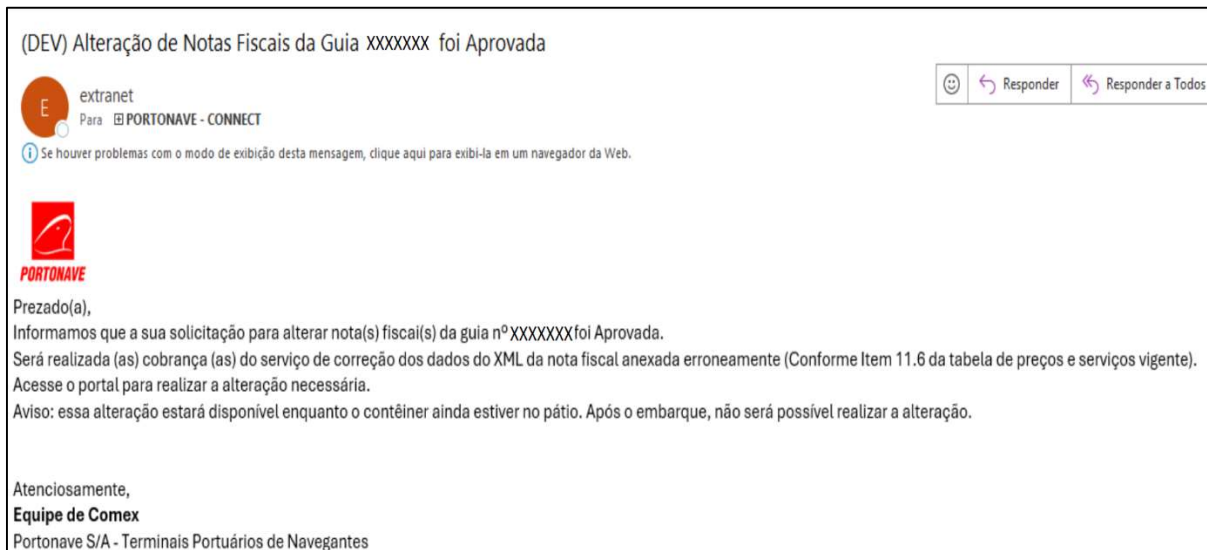 (DEV) Alteração de Notas Fiscais da Guia XXXXXXX foi Aprovada
E
extranet
Para PORTONAVE - CONNECT
Responder
Responder a Todos
Se houver problemas com o modo de exibição desta mensagem, clique aqui para exibi-la em um navegador da Web.
PORTONAVE
Prezado(a),
Informamos que a sua solicitação para alterar nota(s) fiscai(s) da guia nº XXXXXXX foi Aprovada.
Será realizada (as) cobrança (as) do serviço de correção dos dados do XML da nota fiscal anexada erroneamente (Conforme Item 11.6 da tabela de preços e serviços vigente).
Acesse o portal para realizar a alteração necessária.
Aviso: essa alteração estará disponível enquanto o contêiner ainda estiver no pátio. Após o embarque, não será possível realizar a alteração.
Atenciosamente,
Equipe de Comex
Portonave S/A - Terminais Portuários de Navegantes